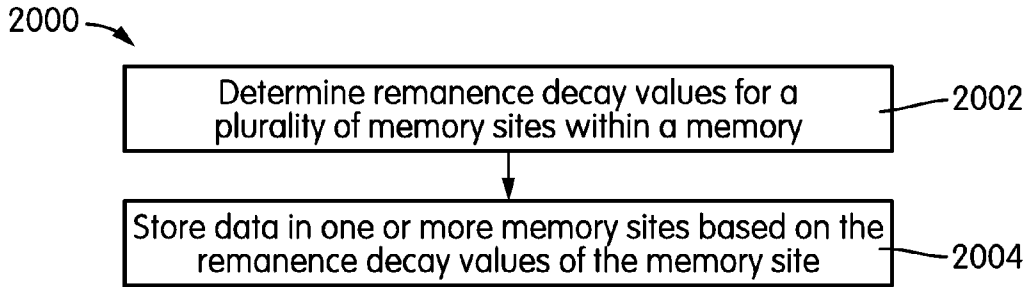 2000
Determine remanence decay values for a
plurality of memory sites within a memory
2002
Store data in one or more memory sites based on the
remanence decay values of the memory site
2004